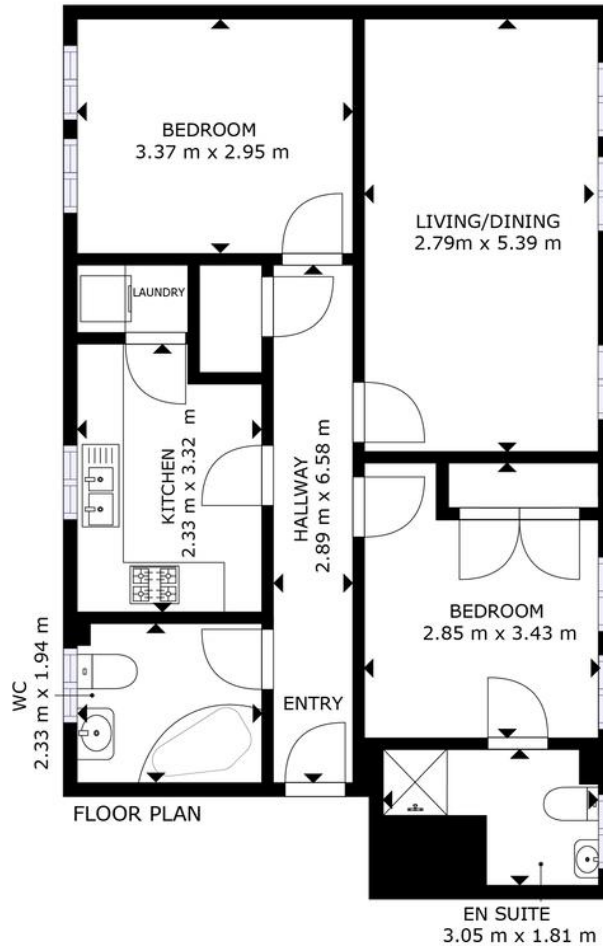 BEDROOM
3.37 m x 2.95 m
LIVING/DINING
2.79m x 5.39 m
LAUNDRY
KITCHEN
2.33 m x 3.32 m
HALLWAY
2.89 m x 6.58 m
BEDROOM
2.85 m x 3.43 m
WC
2.33 m x 1.94 m
ENTRY
FLOOR PLAN
EN SUITE
3.05 m x 1.81 m